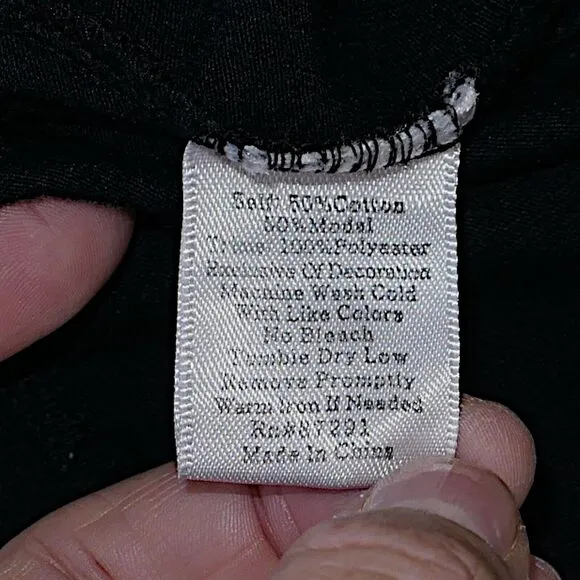 Self: 50%Cotton
50%Modal
Trims: 100%Polyester
Exclusive Of Decoration
Machine Wash Cold
With Like Colors
No Bleach
Tumble Dry Low
Remove Promptly
Warm Iron If Needed
Rn#87291
Made In China